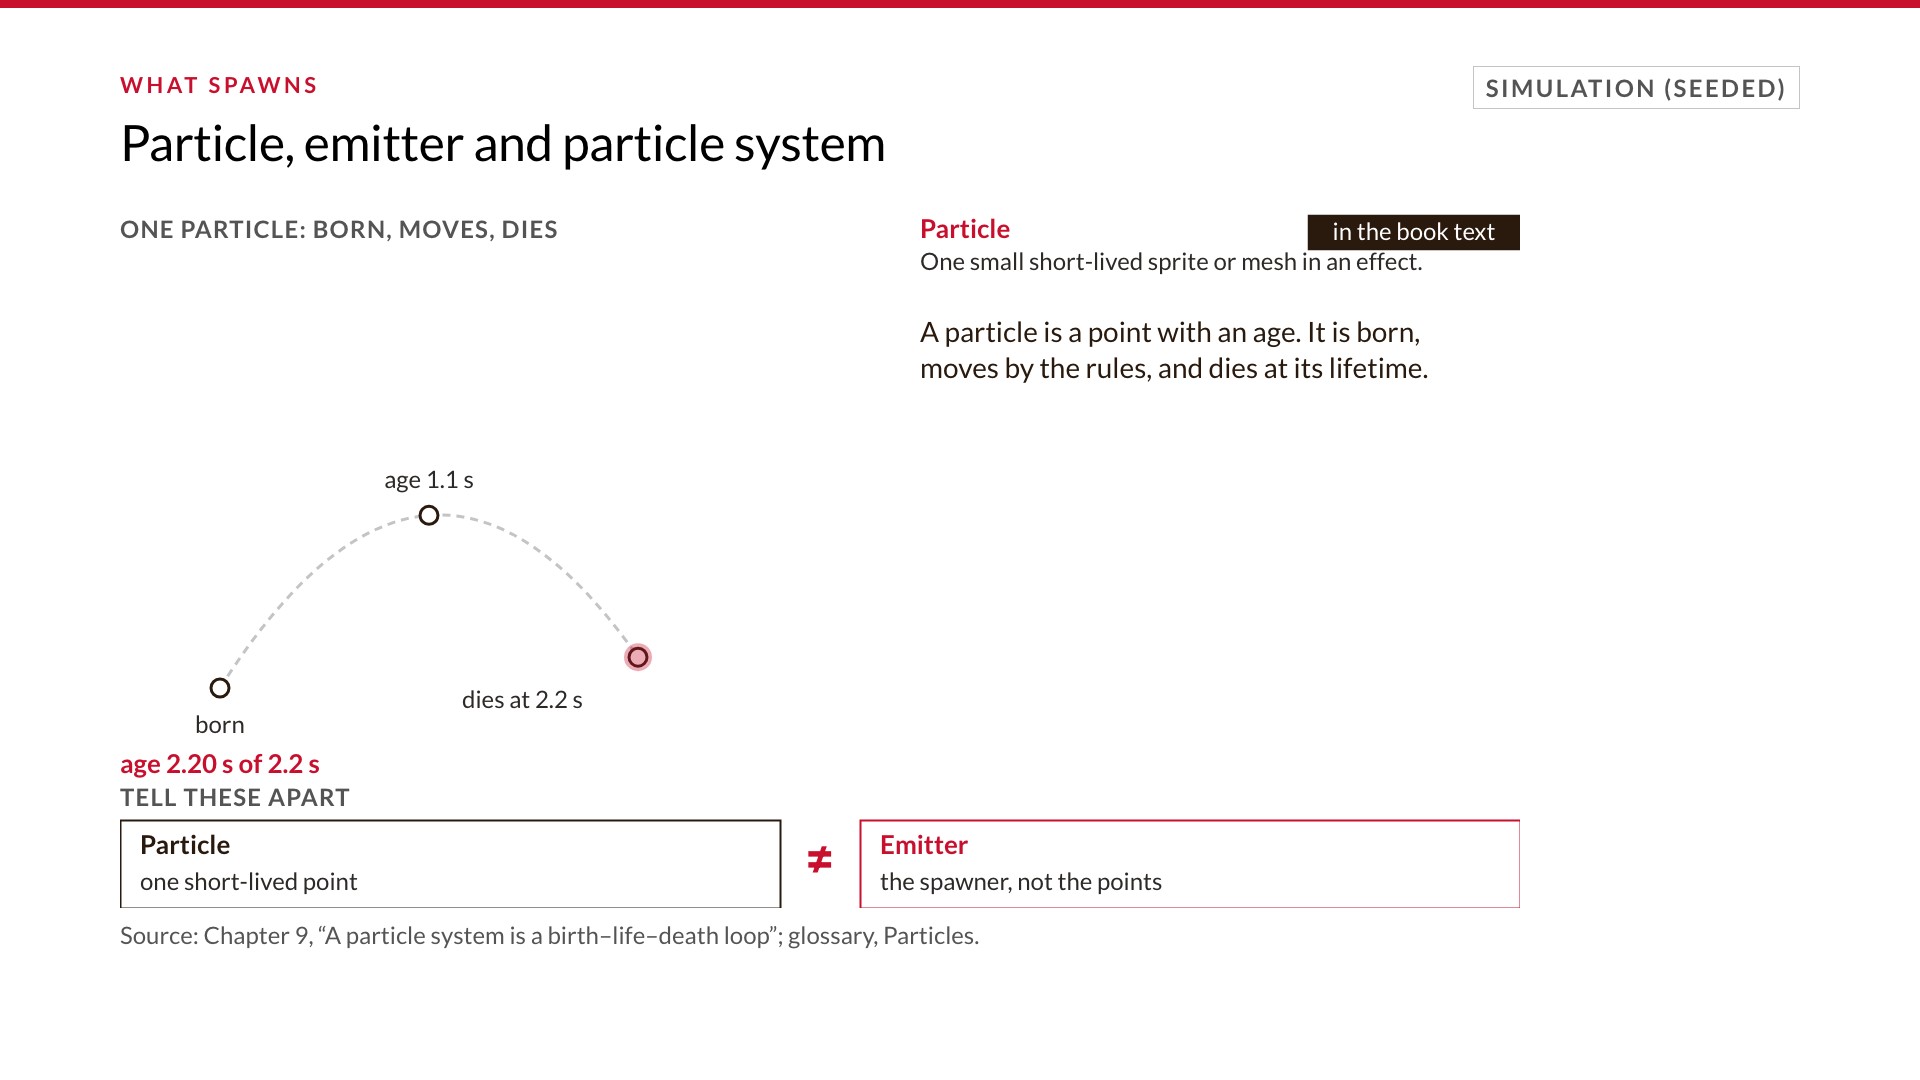 WHAT SPAWNS
SIMULATION (SEEDED)
Particle, emitter and particle system
ONE PARTICLE: BORN, MOVES, DIES
Particle
in the book text
One small short-lived sprite or mesh in an effect.
A particle is a point with an age. It is born,
moves by the rules, and dies at its lifetime.
age 1.1 s
dies at 2.2 s
born
age 2.20 s of 2.2 s
TELL THESE APART
Particle
one short-lived point
≠
Emitter
the spawner, not the points
Source: Chapter 9, “A particle system is a birth–life–death loop”; glossary, Particles.